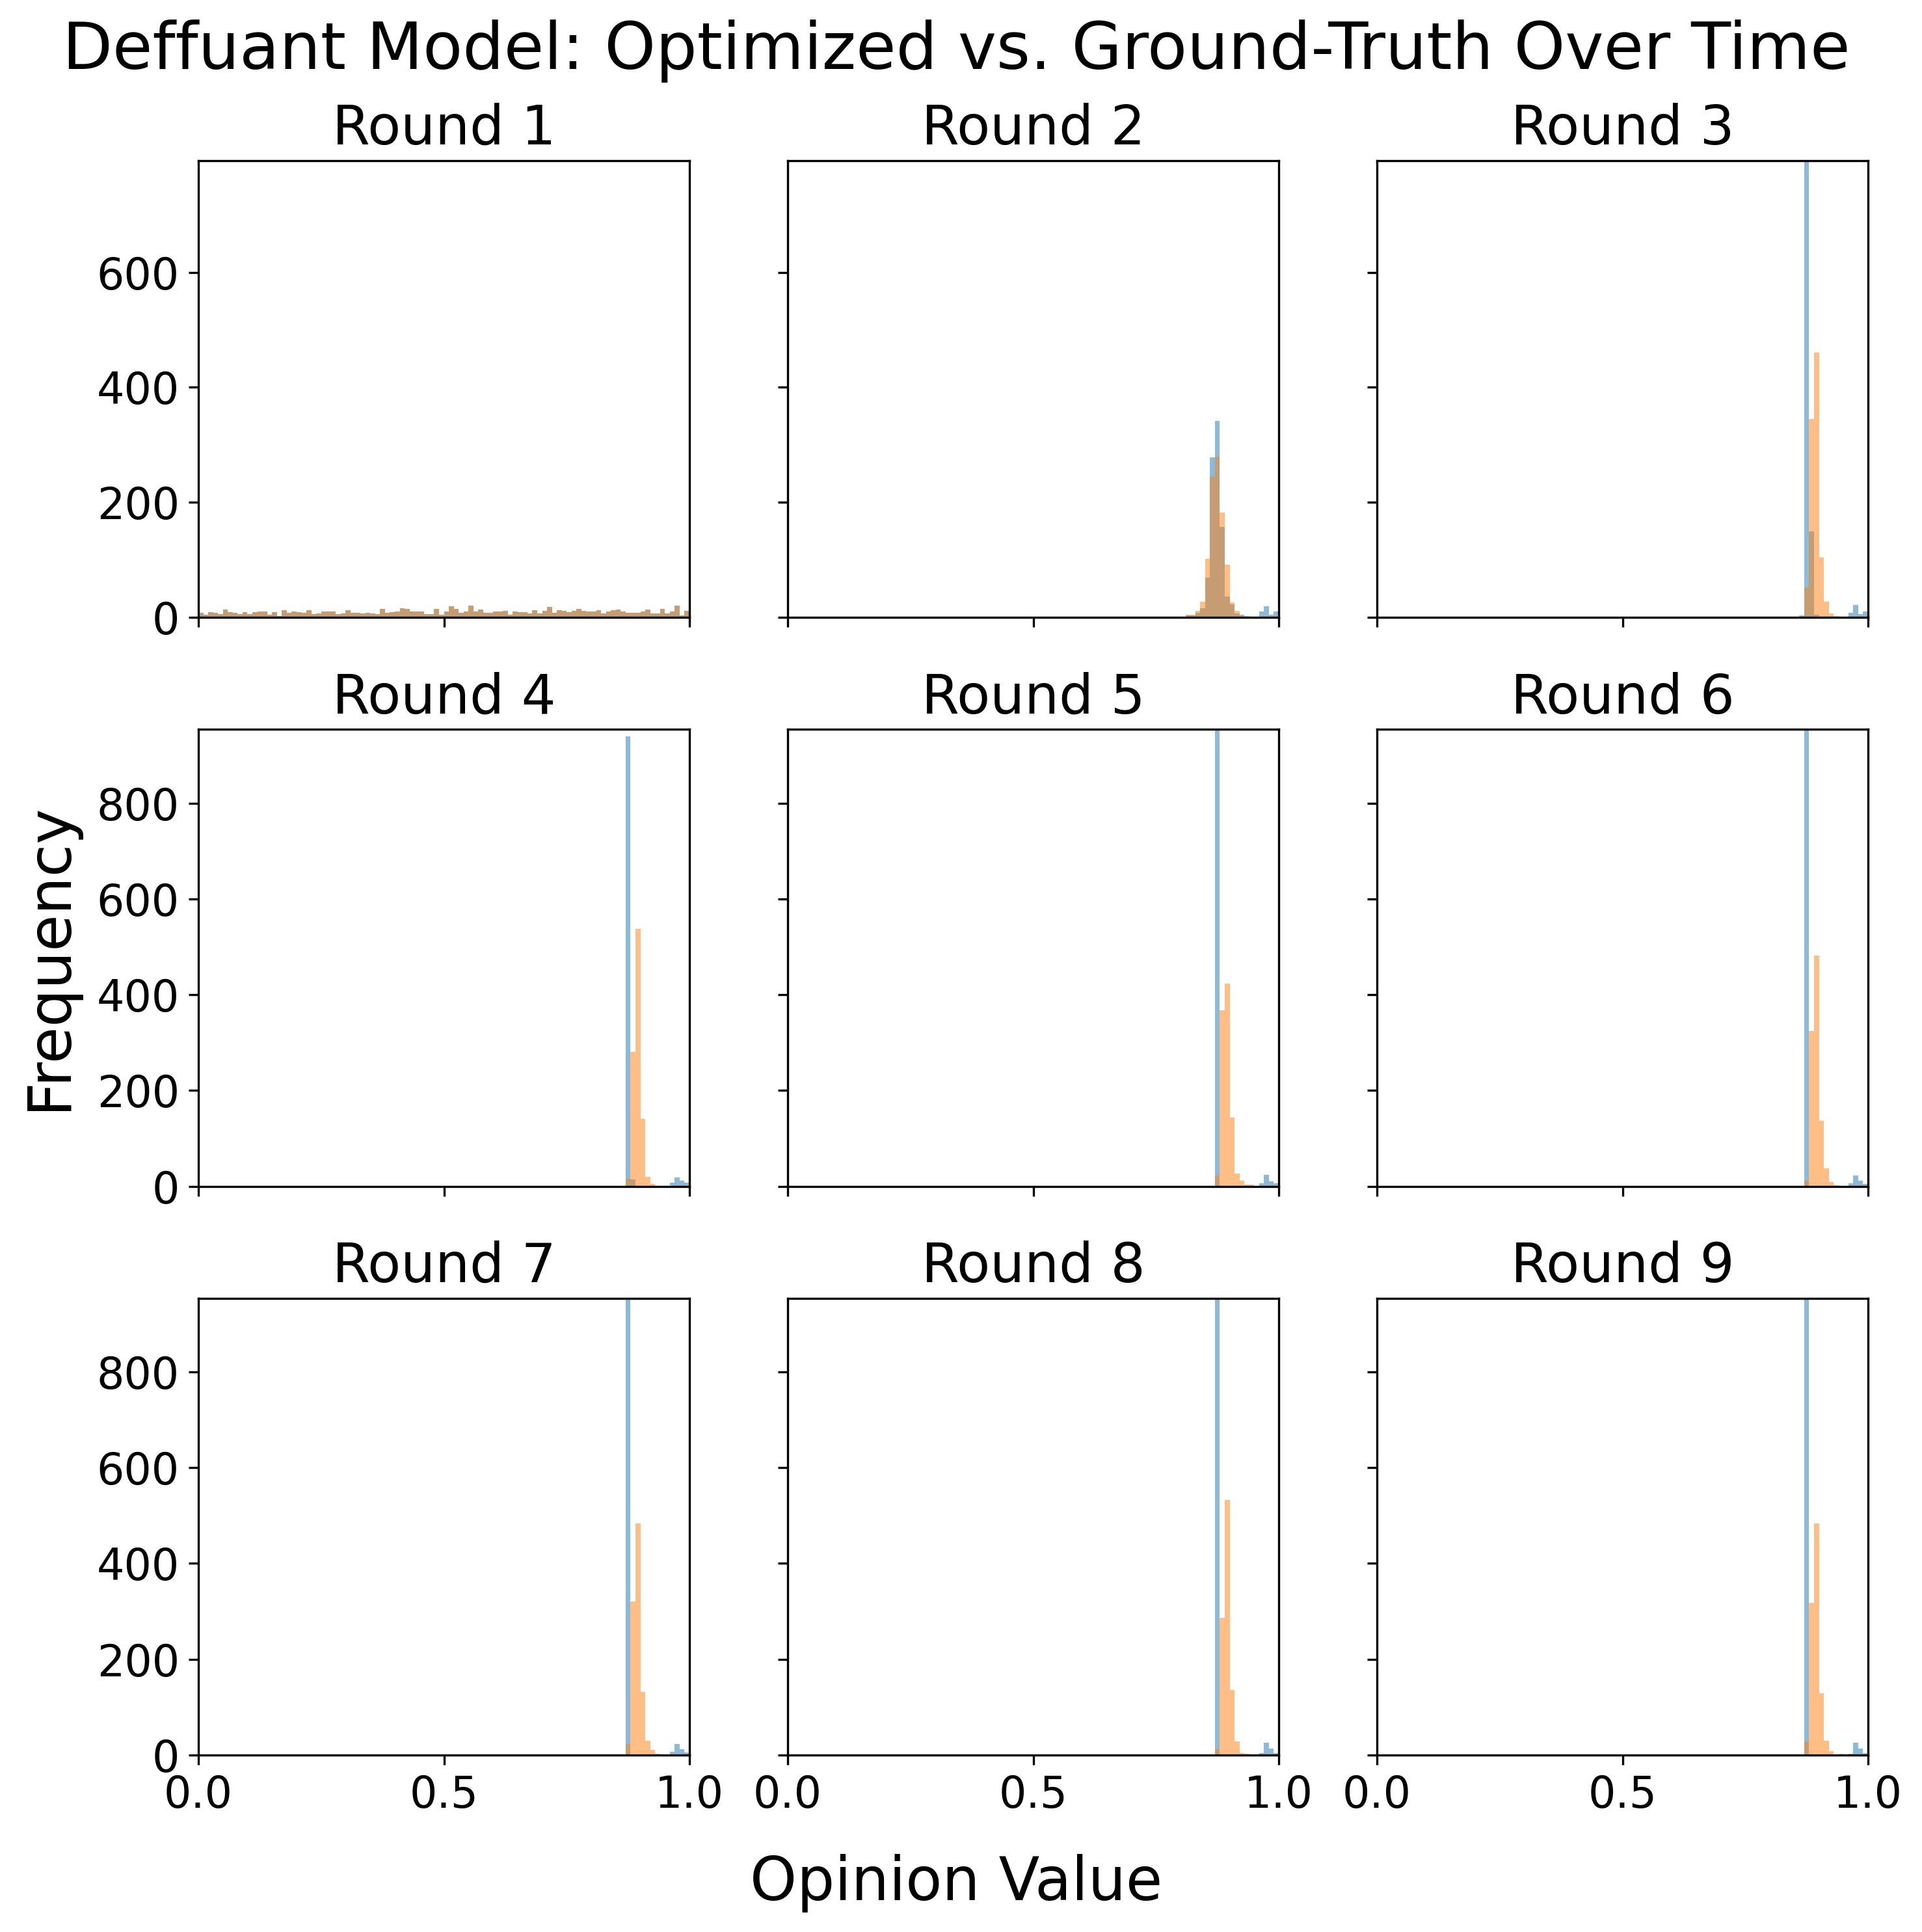 Deffuant Model: Optimized vs. Ground-Truth Over Time
Round 1
Round 2
Round 3
600
400
200
0
Round 4
Round 5
Round 6
Frequency
800
600
400
200
0
Round 7
Round 8
Round 9
800
600
400
200
0
0.0 0.5 1.0
0.0 0.5 1.0
0.0 0.5 1.0
Opinion Value